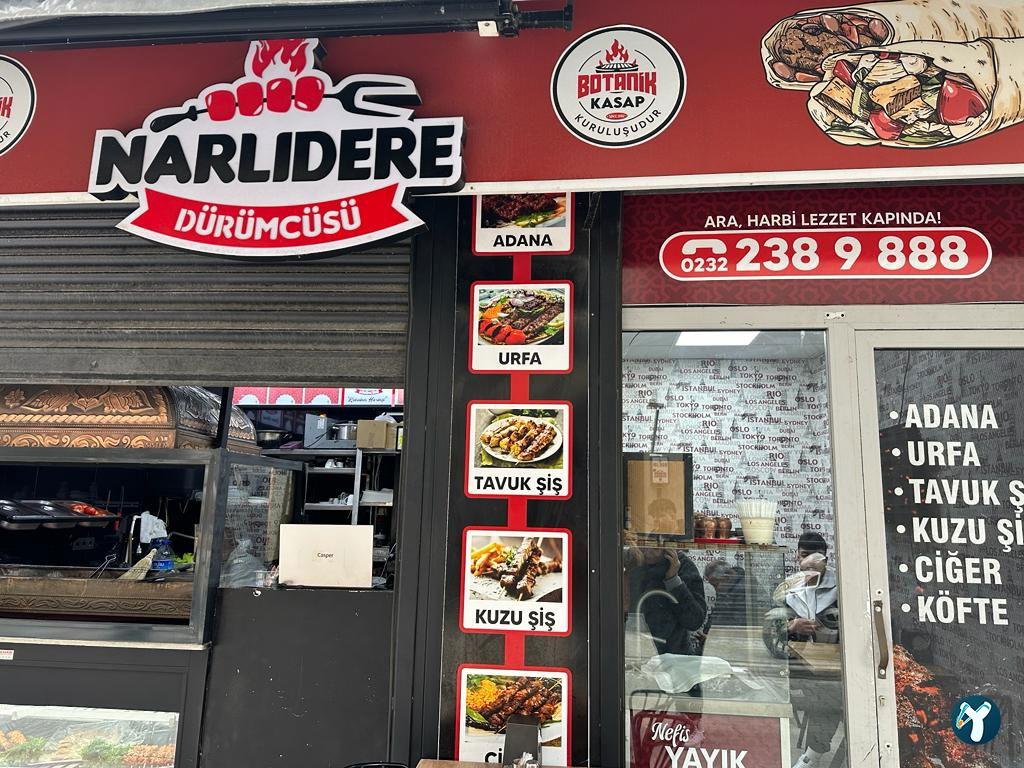 NARLIDERE
DÜRÜMCÜSÜ
BOTANİK
KASAP
KURULUŞUDUR
ARA, HARBİ LEZZET KAPINDA!
0232 238 9 888
ADANA
URFA
TAVUK ŞİŞ
KUZU ŞİŞ
Casper
• ADANA
• URFA
• TAVUK Ş
• KUZU Şİ
• CİĞER
• KÖFTE
Nefis
YAYIK